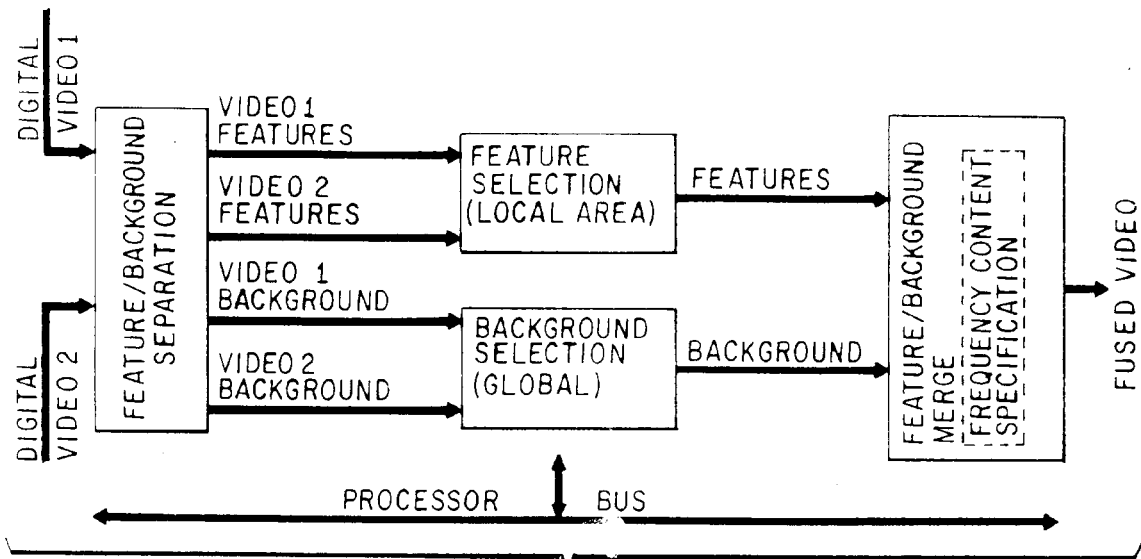 DIGITAL
VIDEO 1
DIGITAL
VIDEO 2
FEATURE/BACKGROUND
SEPARATION
VIDEO 1
FEATURES
VIDEO 2
FEATURES
VIDEO 1
BACKGROUND
VIDEO 2
BACKGROUND
FEATURE
SELECTION
(LOCAL AREA)
BACKGROUND
SELECTION
(GLOBAL)
FEATURES
BACKGROUND
FEATURE/BACKGROUND
MERGE
FREQUENCY CONTENT
SPECIFICATION
FUSED VIDEO
PROCESSOR BUS